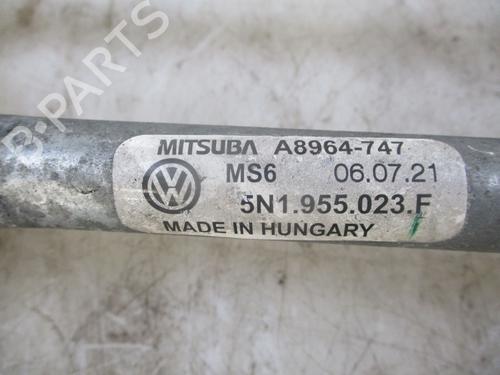 MITSUBA A8964-747
MS6 06.07.21
5N1.955.023.F
MADE IN HUNGARY
B-PARTS